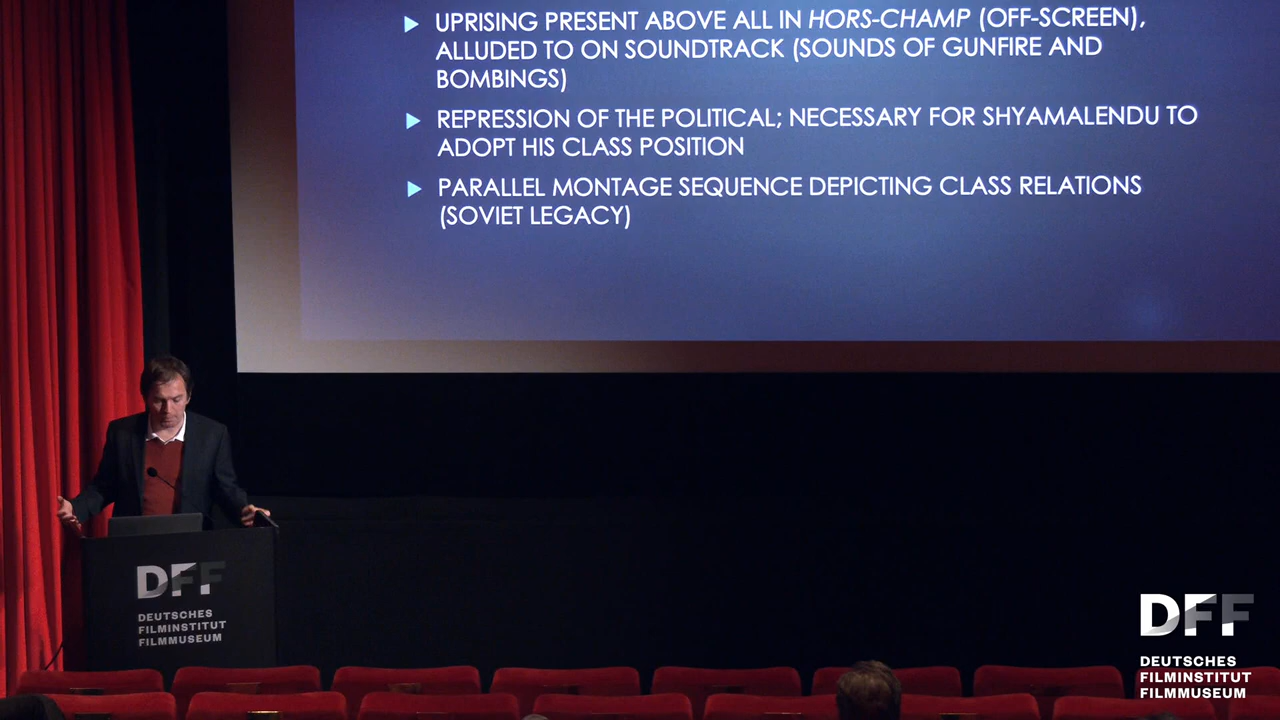 UPRISING PRESENT ABOVE ALL IN HORS-CHAMP (OFF-SCREEN),
ALLUDED TO ON SOUNDTRACK (SOUNDS OF GUNFIRE AND
BOMBINGS)
REPRESSION OF THE POLITICAL; NECESSARY FOR SHYAMALENDU TO
ADOPT HIS CLASS POSITION
PARALLEL MONTAGE SEQUENCE DEPICTING CLASS RELATIONS
(SOVIET LEGACY)
DFF
DEUTSCHES
FILMINSTITUT
FILMMUSEUM
DFF
DEUTSCHES
FILMINSTITUT
FILMMUSEUM